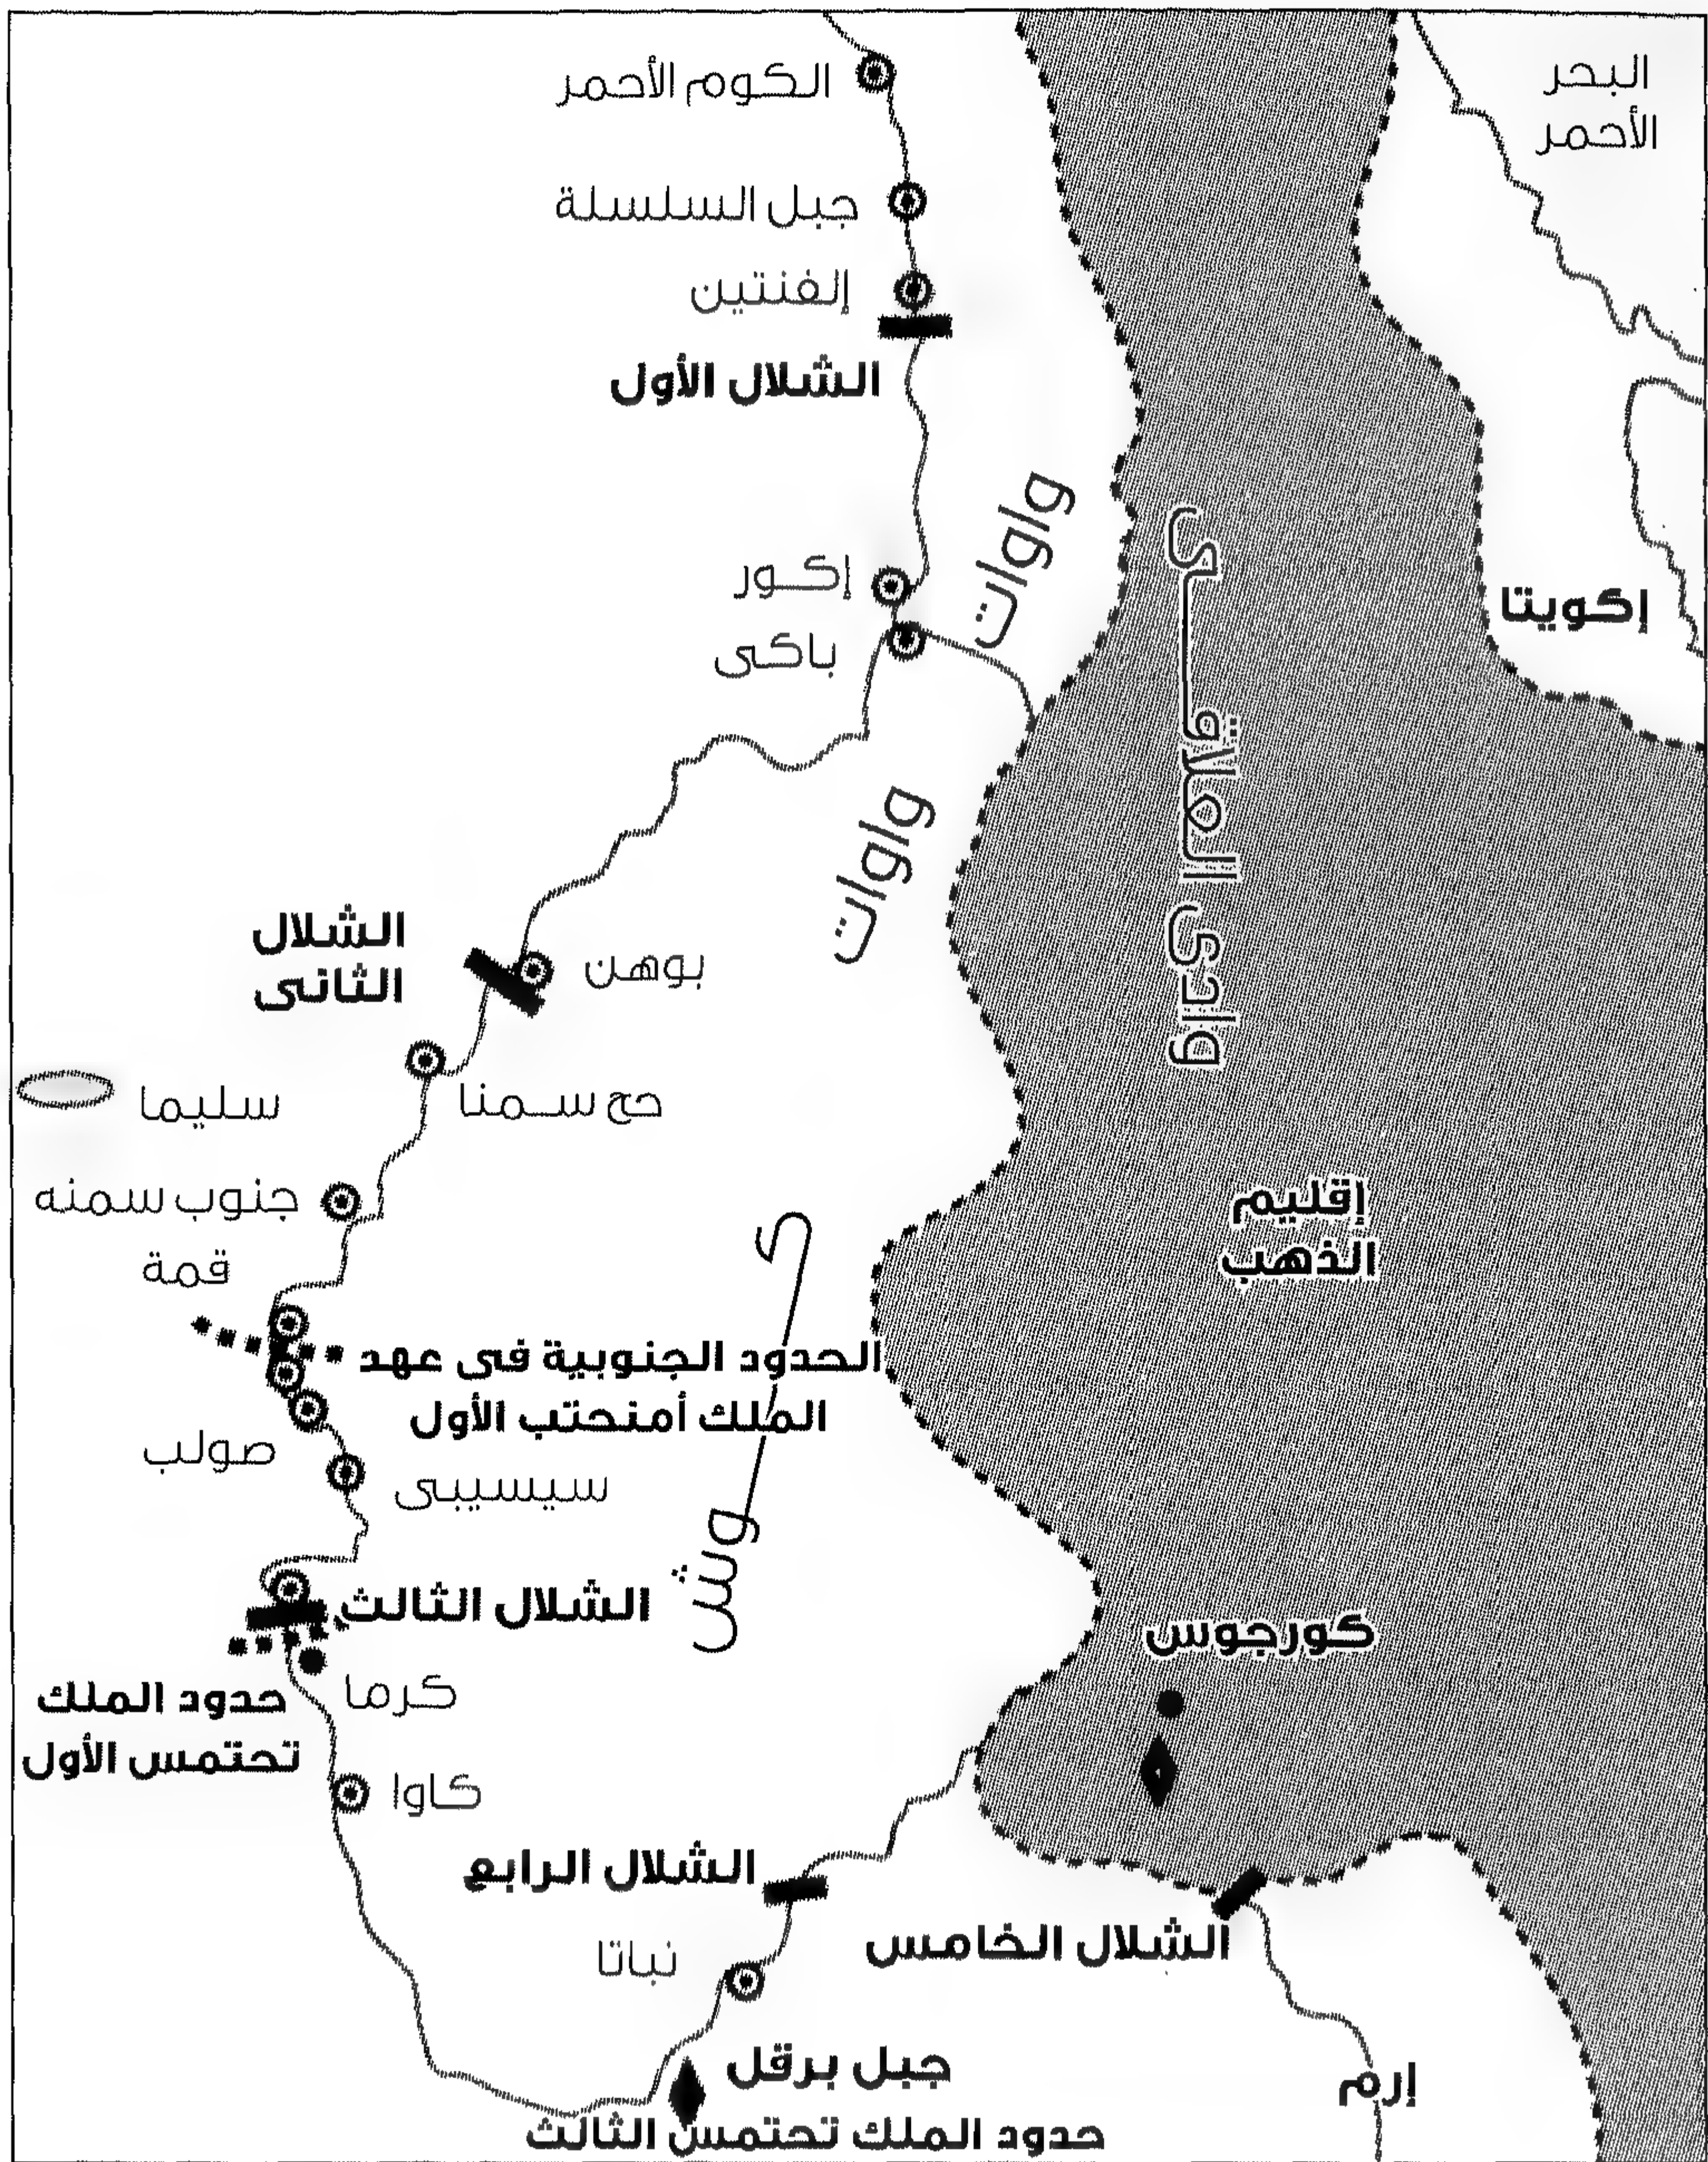 البحر
الأحمر
الكوم الأحمر
جبل السلسلة
إلفنتين
الشلال الأول
واوات
إكور
باكى
إكويتا
وادى العلاقى
واوات
الشلال
الثانى
بوهن
سليما
حح سمنا
جنوب سمنه
قمة
إقليم
الذهب
كوش
الحدود الجنوبية فى عهد
الملك أمنحتب الأول
صولب
سيسيبى
الشلال الثالث
كورجوس
كرما
حدود الملك
تحتمس الأول
كاوا
الشلال الرابع
الشلال الخامس
نباتا
جبل برقل
إرم
حدود الملك تحتمس الثالث